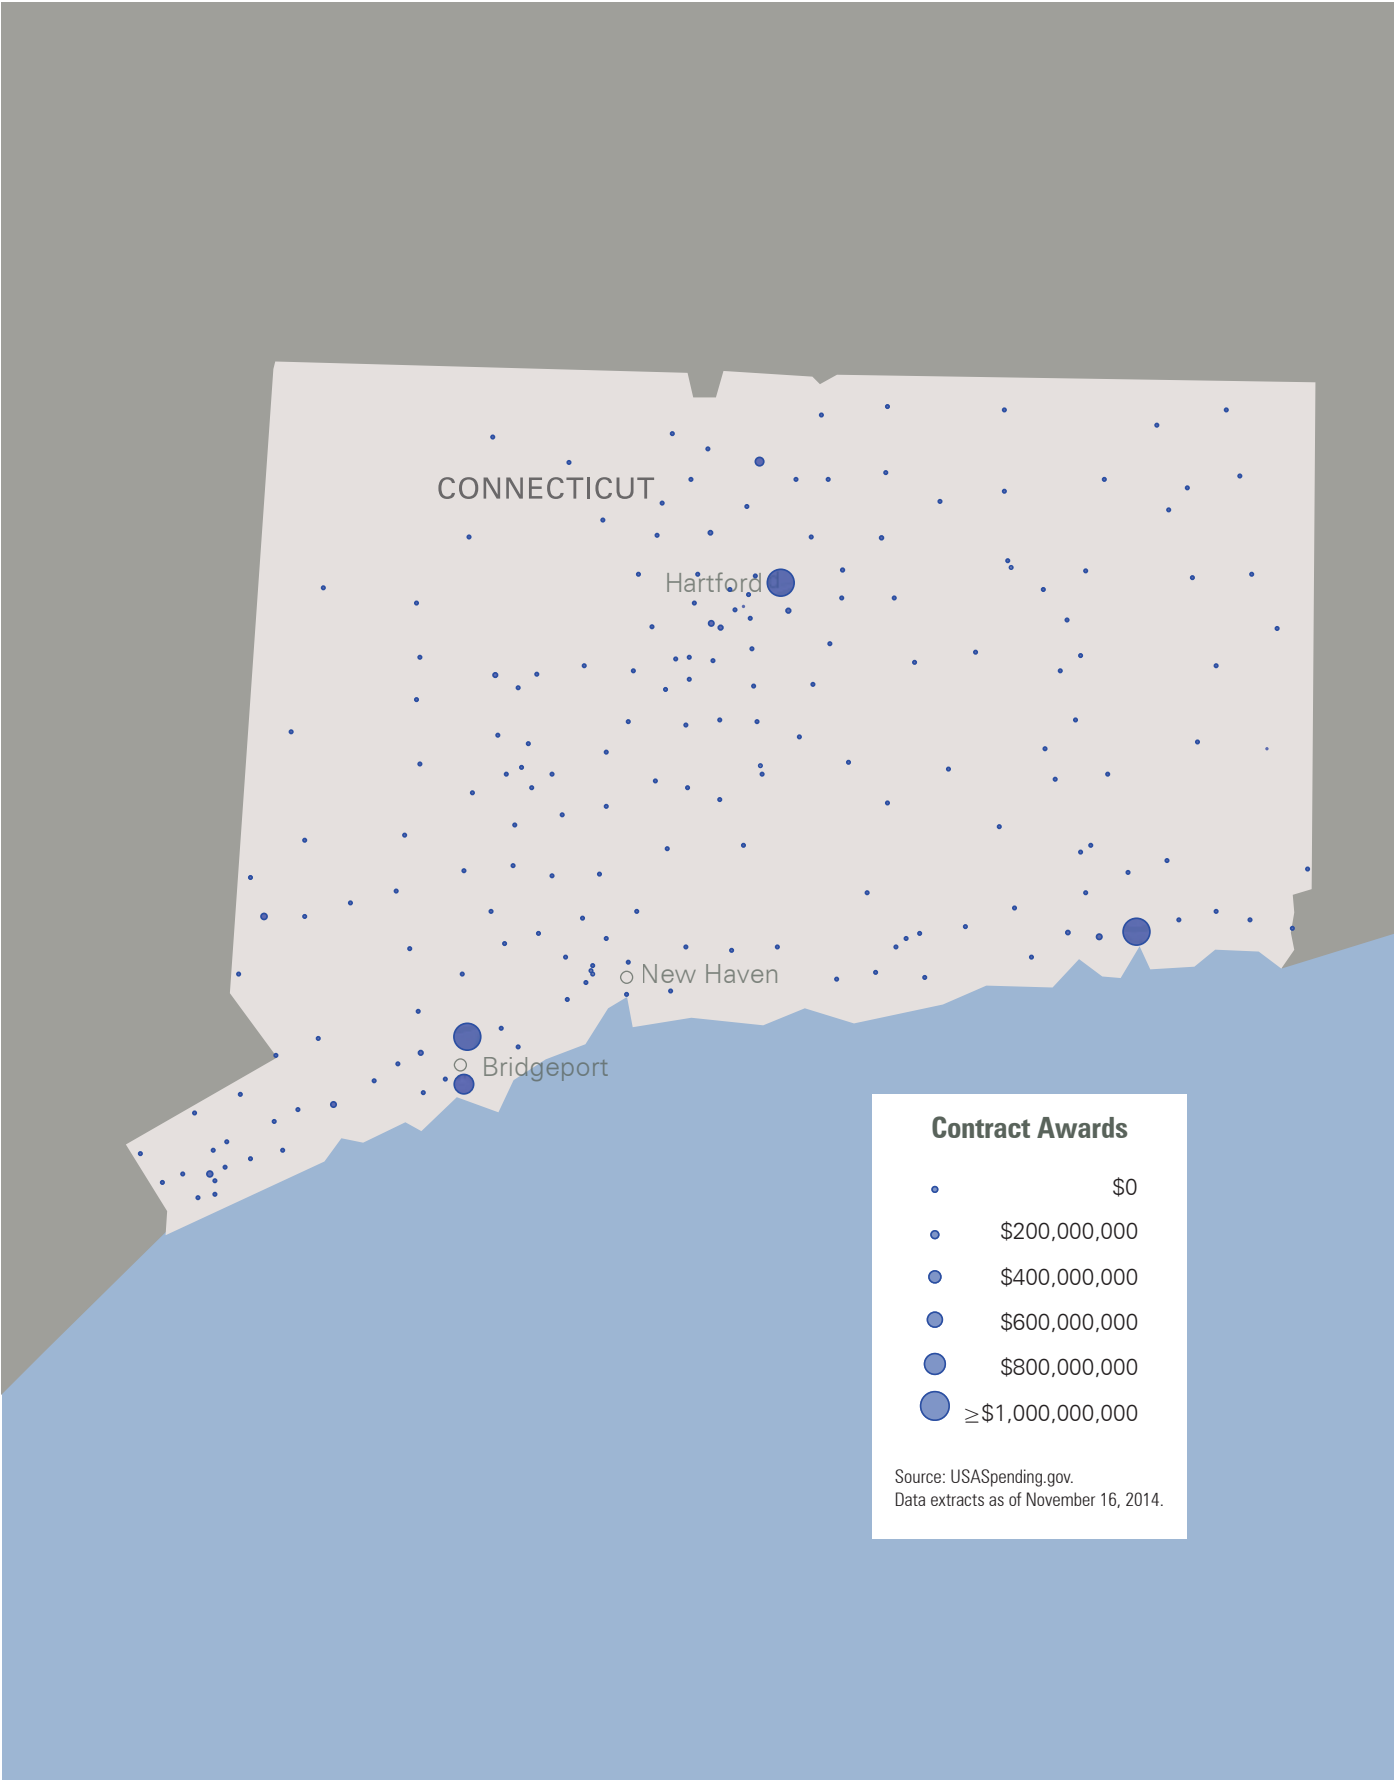 CONNECTICUT
Hartford
New Haven
Bridgeport
Contract Awards
$0
$200,000,000
$400,000,000
$600,000,000
$800,000,000
≥$1,000,000,000
Source: USASpending.gov.
Data extracts as of November 16, 2014.